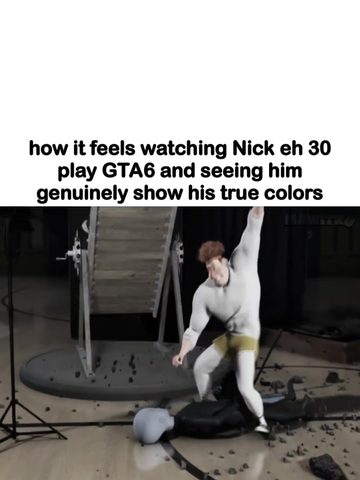 how it feels watching Nick eh 30
play GTA6 and seeing him
genuinely show his true colors